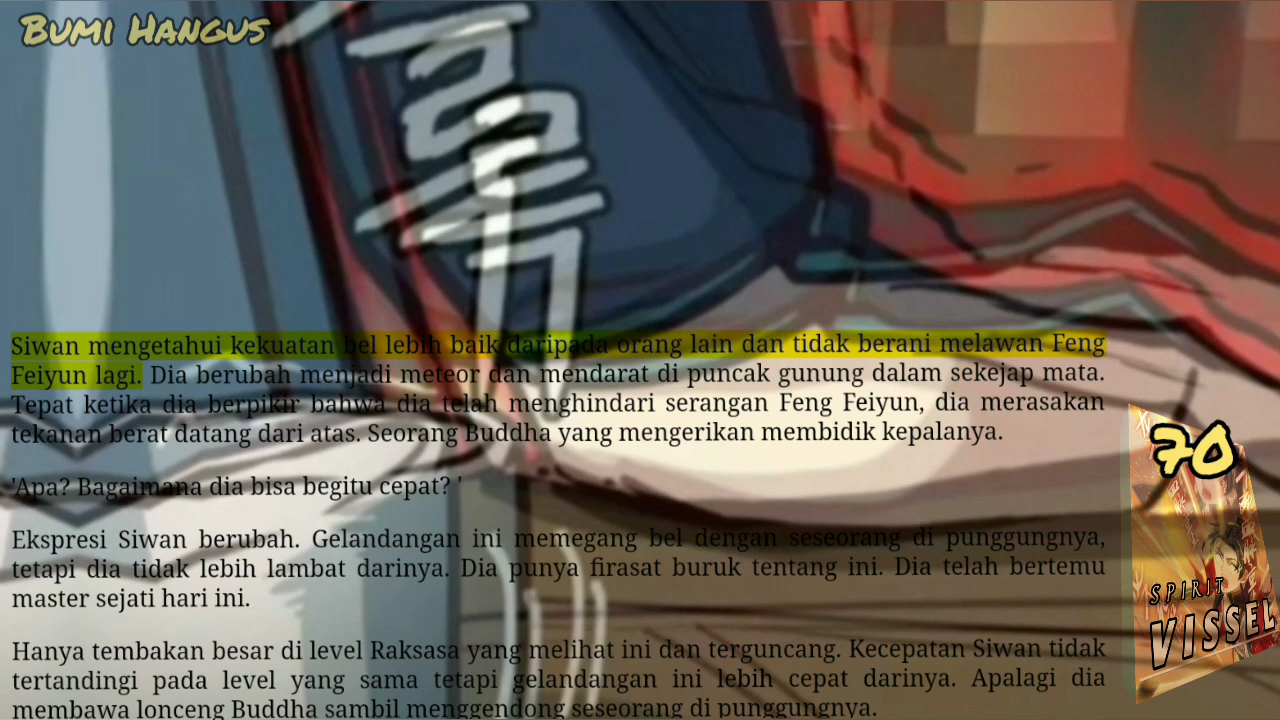 Bumi Hangus
Siwan mengetahui kekuatan bel lebih baik daripada orang lain dan tidak berani melawan Feng
Feiyun lagi. Dia berubah menjadi meteor dan mendarat di puncak gunung dalam sekejap mata.
Tepat ketika dia berpikir bahwa dia telah menghindari serangan Feng Feiyun, dia merasakan
tekanan berat datang dari atas. Seorang Buddha yang mengerikan membidik kepalanya.
'Apa? Bagaimana dia bisa begitu cepat? '
Ekspresi Siwan berubah. Gelandangan ini memegang bel dengan seseorang di punggungnya,
tetapi dia tidak lebih lambat darinya. Dia punya firasat buruk tentang ini. Dia telah bertemu
master sejati hari ini.
Hanya tembakan besar di level Raksasa yang melihat ini dan terguncang. Kecepatan Siwan tidak
tertandingi pada level yang sama tetapi gelandangan ini lebih cepat darinya. Apalagi dia
membawa lonceng Buddha sambil menggendong seseorang di punggungnya.
70
SPIRIT
VISSEL